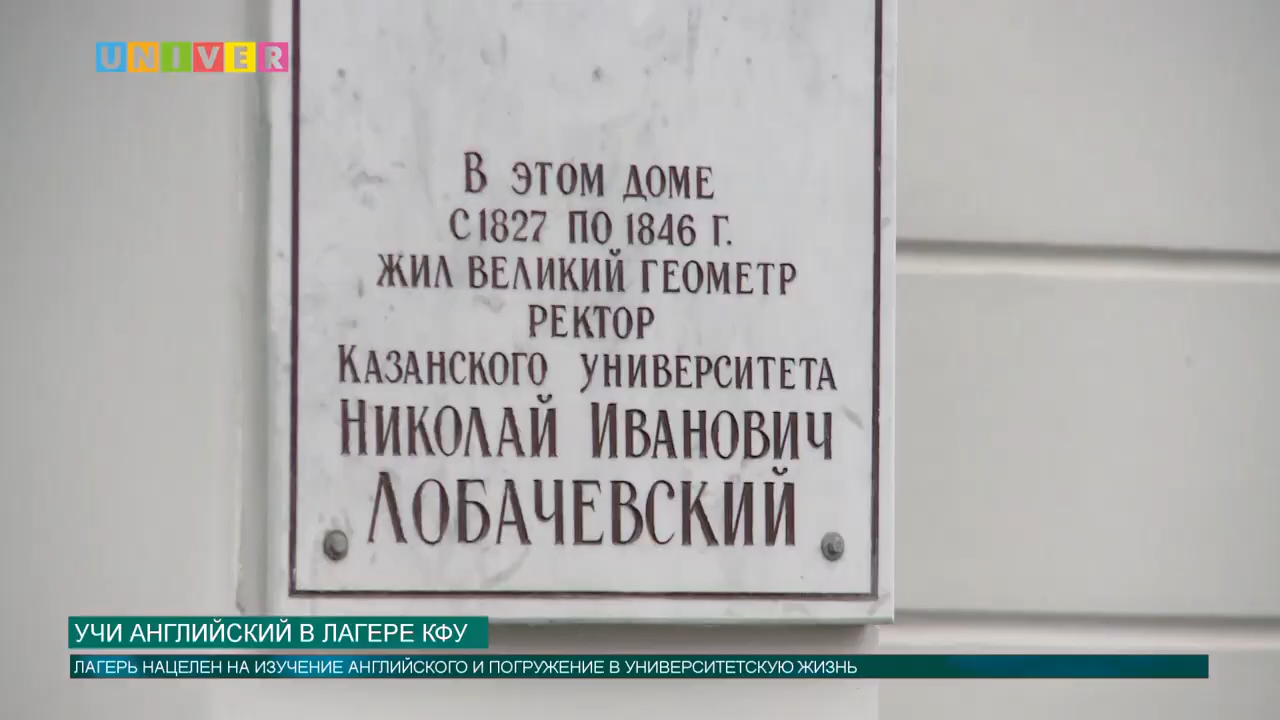 UNIVER
В ЭТОМ ДОМЕ
С 1827 ПО 1846 Г.
ЖИЛ ВЕЛИКИЙ ГЕОМЕТР
РЕКТОР
КАЗАНСКОГО УНИВЕРСИТЕТА
НИКОЛАЙ ИВАНОВИЧ
ЛОБАЧЕВСКИЙ
УЧИ АНГЛИЙСКИЙ В ЛАГЕРЕ КФУ
ЛАГЕРЬ НАЦЕЛЕН НА ИЗУЧЕНИЕ АНГЛИЙСКОГО И ПОГРУЖЕНИЕ В УНИВЕРСИТЕТСКУЮ ЖИЗНЬ